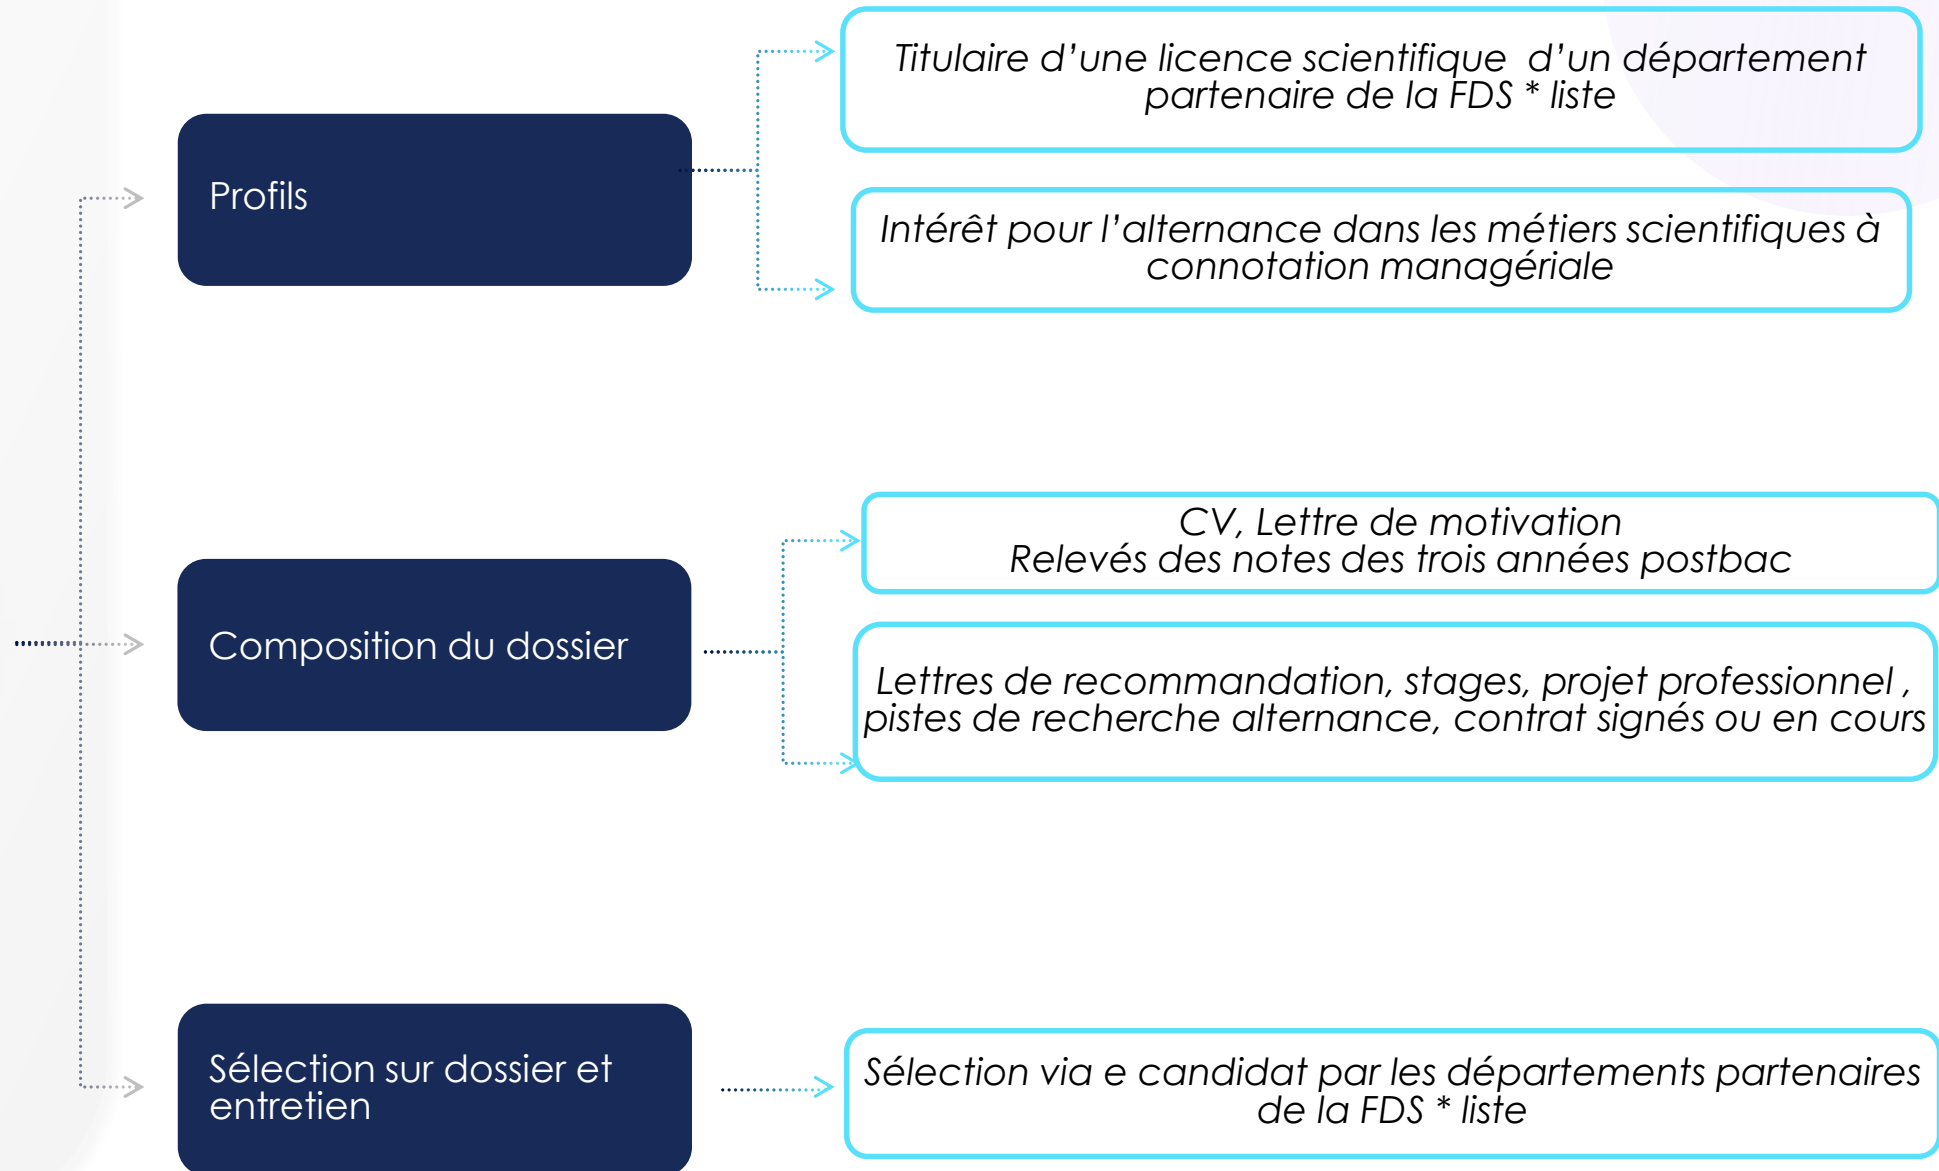 Profils
Titulaire d’une licence scientifique  d’un département
partenaire de la FDS * liste
Intérêt pour l’alternance dans les métiers scientifiques à
connotation managériale
Composition du dossier
CV, Lettre de motivation
Relevés des notes des trois années postbac
Lettres de recommandation, stages, projet professionnel ,
pistes de recherche alternance, contrat signés ou en cours
Sélection sur dossier et
entretien
Sélection via e candidat par les départements partenaires
de la FDS * liste